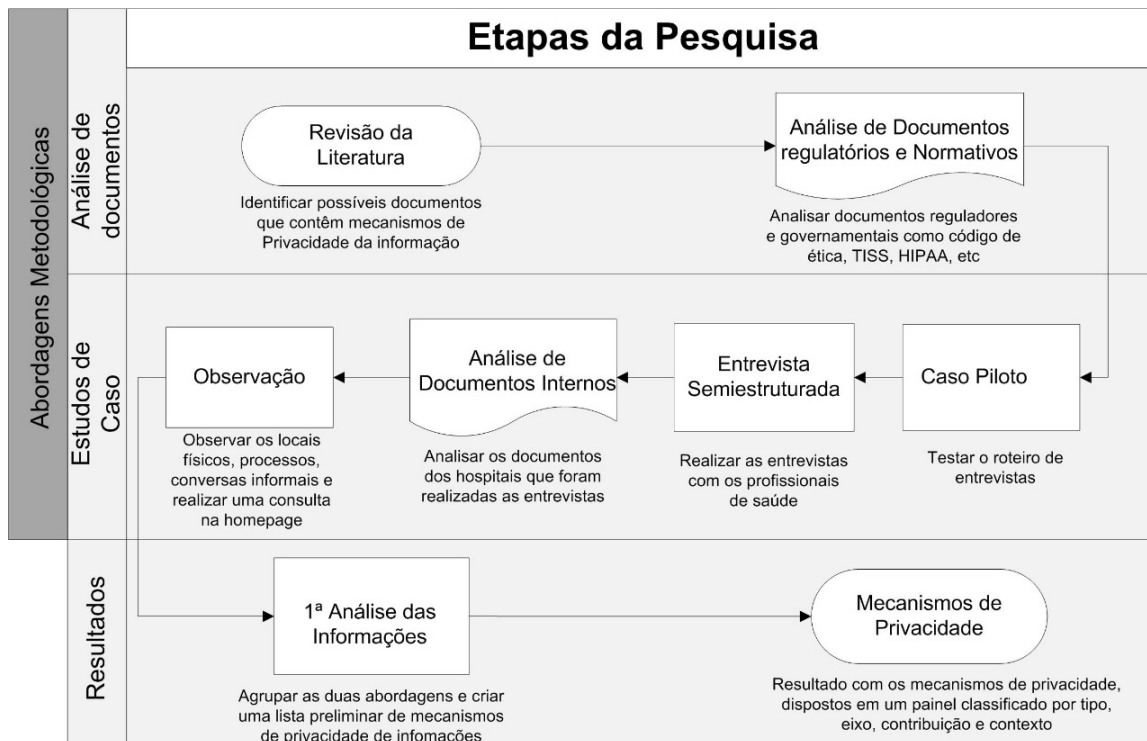 Etapas da Pesquisa
Abordagens Metodológicas
Análise de
documentos
Revisão da
Literatura
Identificar possíveis documentos
que contêm mecanismos de
Privacidade da informação
Análise de Documentos
regulatórios e Normativos
Analisar documentos reguladores
e governamentais como código de
ética, TISS, HIPAA, etc
Estudos de
Caso
Observação
Observar os locais
físicos, processos,
conversas informais e
realizar uma consulta
na homepage
Análise de
Documentos Internos
Analisar os documentos
dos hospitais que foram
realizadas as entrevistas
Entrevista
Semiestruturada
Realizar as entrevistas
com os profissionais
de saúde
Caso Piloto
Testar o roteiro de
entrevistas
Resultados
1ª Análise das
Informações
Agrupar as duas abordagens e criar
uma lista preliminar de mecanismos
de privacidade de infomações
Mecanismos de
Privacidade
Resultado com os mecanismos de privacidade,
dispostos em um painel classificado por tipo,
eixo, contribuição e contexto